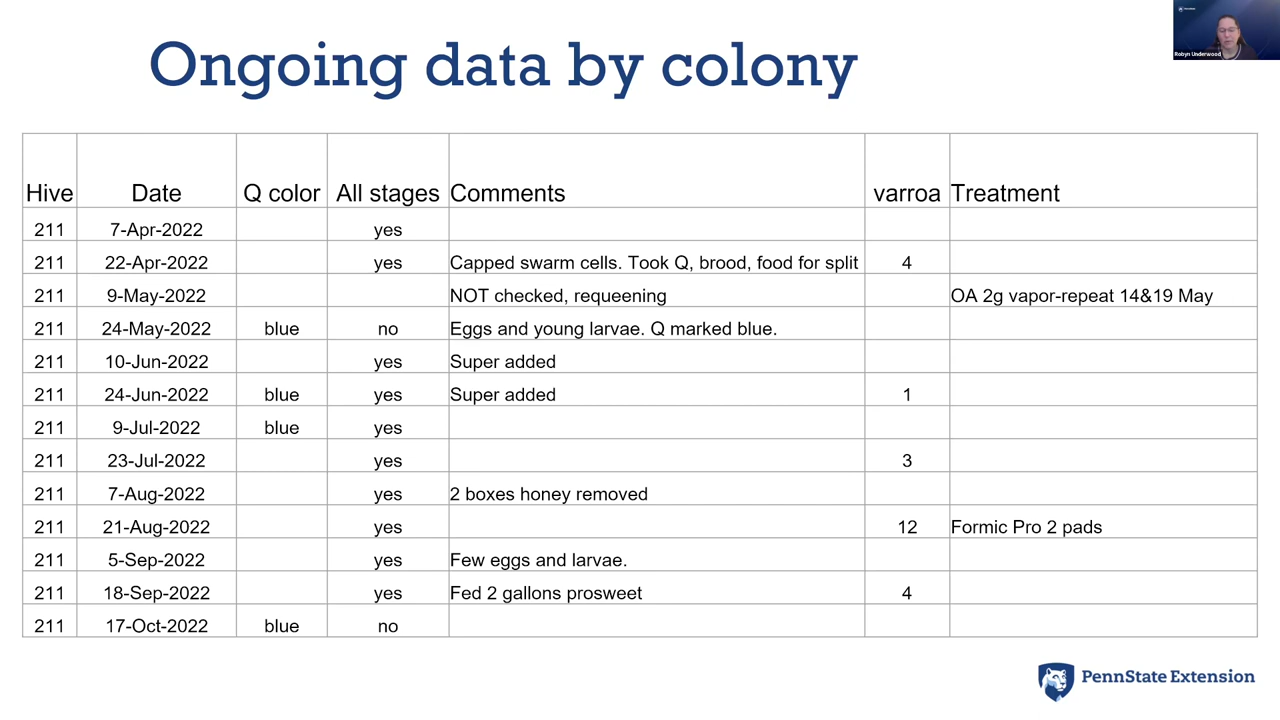 Ongoing data by colony
PennState
Robyn Underwood
Hive Date Q color All stages Comments varroa Treatment
211 7-Apr-2022 yes
211 22-Apr-2022 yes Capped swarm cells. Took Q, brood, food for split 4
211 9-May-2022 NOT checked, requeening OA 2g vapor-repeat 14&19 May
211 24-May-2022 blue no Eggs and young larvae. Q marked blue.
211 10-Jun-2022 yes Super added
211 24-Jun-2022 blue yes Super added 1
211 9-Jul-2022 blue yes
211 23-Jul-2022 yes 3
211 7-Aug-2022 yes 2 boxes honey removed
211 21-Aug-2022 yes 12 Formic Pro 2 pads
211 5-Sep-2022 yes Few eggs and larvae.
211 18-Sep-2022 yes Fed 2 gallons prosweet 4
211 17-Oct-2022 blue no
PennState Extension